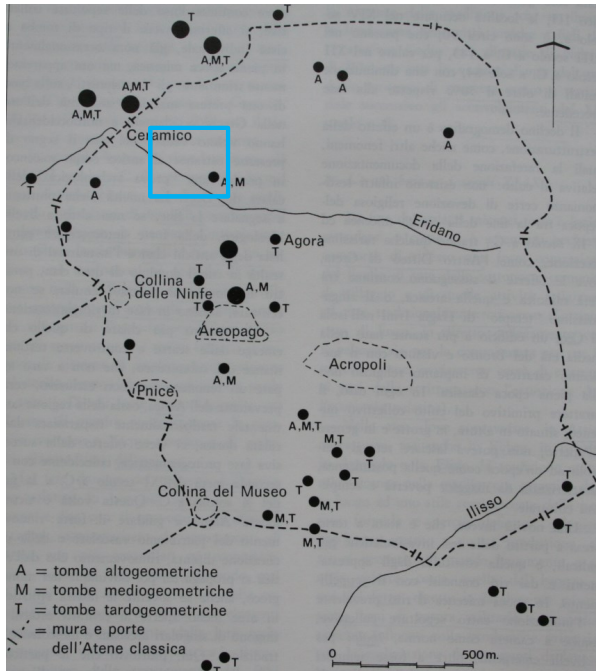 T
T
A,M,T
A,M,T
A,M,T
A
A
A
Ceramico
A,M
T
A
T
Eridano
Agorà
T
T
T
Collina
delle Ninfe
A,M
T
T
Areopago
T
A,M
Acropoli
Pnice
A,M,T
M,T
T
T
T
Collina del Museo
M,T
M,T
M,T
Ilisso
T
T
T
T
T
T
T
A = tombe altogeometriche
M = tombe mediogeometriche
T = tombe tardogeometriche
= mura e porte
dell'Atene classica
0 500 m.